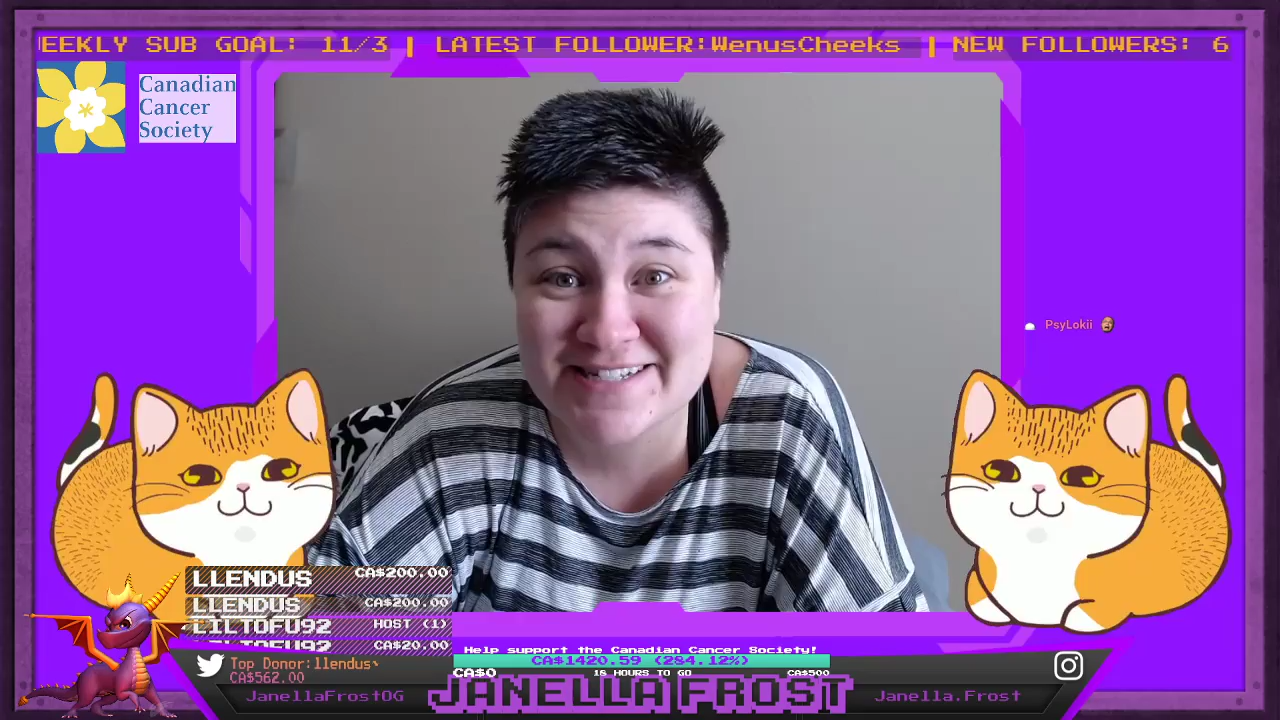 EEKLY SUB GOAL: 11/3 | LATEST FOLLOWER:WenusCheeks | NEW FOLLOWERS: 6
Canadian
Cancer
Society
PsyLokii
LLENDUS CA$200.00
LLENDUS CA$200.00
LILTOFU92 HOST (1)
CA$20.00
Help support the Canadian Cancer Society!
CA$1420.59 (284.12%)
CA$0 18 HOURS TO GO CA$500
Top Donor:llendus
CA$562.00
JanellaFrostOG
JANELLA FROST
Janella.Frost